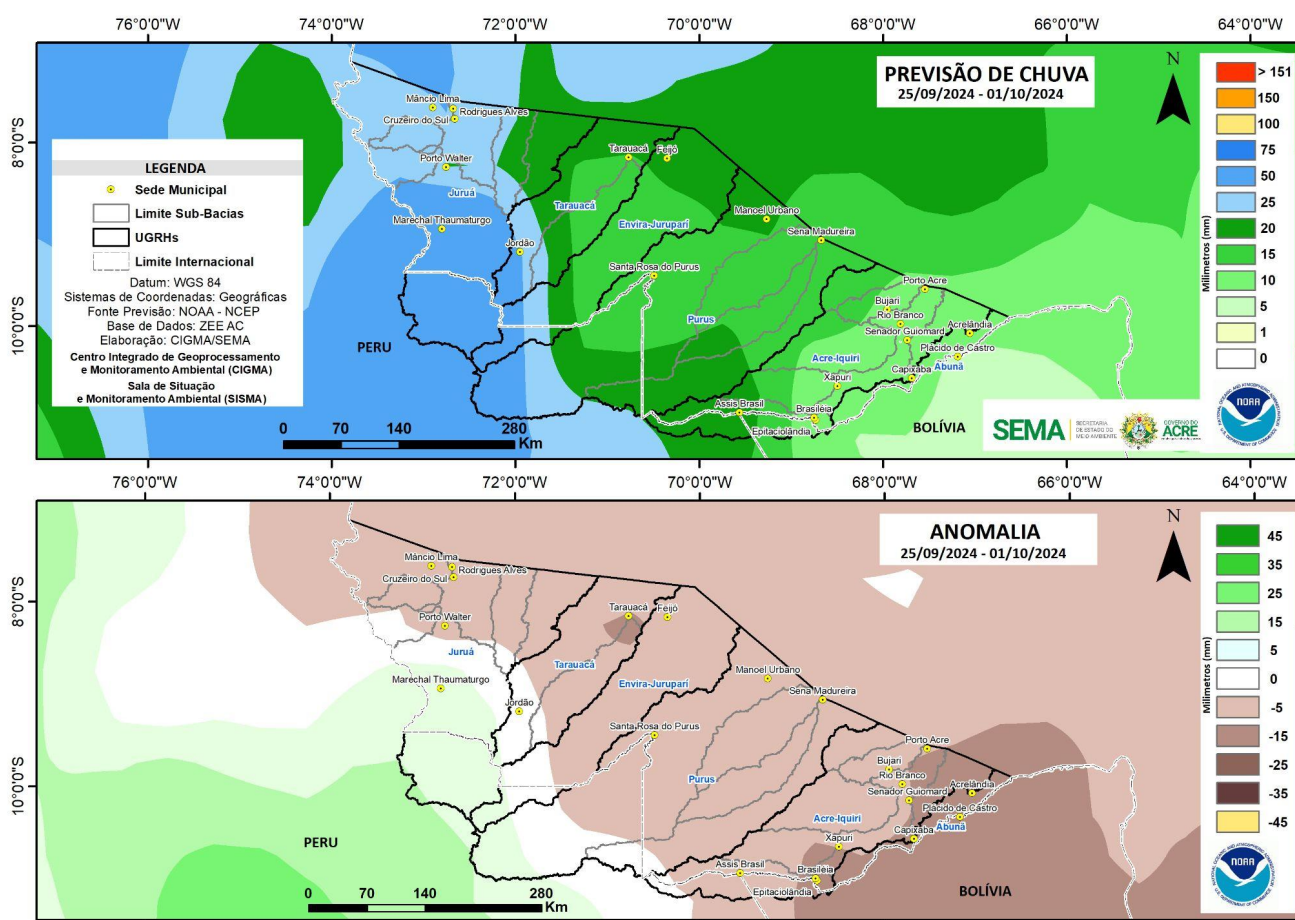 76°0'0"W 74°0'0"W 72°0'0"W 70°0'0"W 68°0'0"W 66°0'0"W 64°0'0"W
PREVISÃO DE CHUVA
25/09/2024 - 01/10/2024
N
8°0'0"S
10°0'0"S
LEGENDA
Sede Municipal
Limite Sub-Bacias
UGRHs
Limite Internacional
Datum: WGS 84
Sistemas de Coordenadas: Geográficas
Fonte Previsão: NOAA - NCEP
Base de Dados: ZEE AC
Elaboração: CIGMA/SEMA
Centro Integrado de Geoprocessamento
e Monitoramento Ambiental (CIGMA)
Sala de Situação
e Monitoramento Ambiental (SISMA)
Mâncio Lima
Rodrigues Alves
Cruzeiro do Sul
Porto Walter
Juruá
Marechal Thaumaturgo
Jordão
Tarauacá
Feijó
Tarauacá
Envira-Jurupari
Manoel Urbano
Sena Madureira
Santa Rosa do Purus
Purus
Porto Acre
Bujari
Rio Branco
Senador Guiomard
Acrelândia
Plácido de Castro
Abunã
Acre-Iquiri
Capixaba
Xapuri
Assis Brasil
Brasiléia
Epitaciolândia
PERU
BOLÍVIA
0 70 140 280
Km
SEMA
SECRETARIA
DE ESTADO DO
MEIO AMBIENTE
GOVERNO DO
ACRE
Milímetros (mm)
> 151
150
100
75
50
25
20
15
10
5
1
0
NOAA
76°0'0"W 74°0'0"W 72°0'0"W 70°0'0"W 68°0'0"W 66°0'0"W 64°0'0"W
ANOMALIA
25/09/2024 - 01/10/2024
N
8°0'0"S
10°0'0"S
Mâncio Lima
Rodrigues Alves
Cruzeiro do Sul
Porto Walter
Juruá
Marechal Thaumaturgo
Jordão
Tarauacá
Feijó
Tarauacá
Envira-Jurupari
Manoel Urbano
Sena Madureira
Santa Rosa do Purus
Purus
Porto Acre
Bujari
Rio Branco
Senador Guiomard
Acrelândia
Plácido de Castro
Abunã
Acre-Iquiri
Capixaba
Xapuri
Assis Brasil
Brasiléia
Epitaciolândia
PERU
BOLÍVIA
0 70 140 280
Km
Milímetros (mm)
45
35
25
15
5
0
-5
-15
-25
-35
-45
NOAA